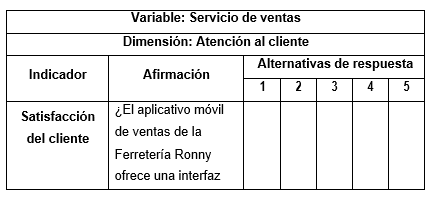 Variable: Servicio de ventas
Dimensión: Atención al cliente
Indicador Afirmación Alternativas de respuesta
1 2 3 4 5
Satisfacción del cliente
¿El aplicativo móvil
de ventas de la
Ferretería Ronny
ofrece una interfaz